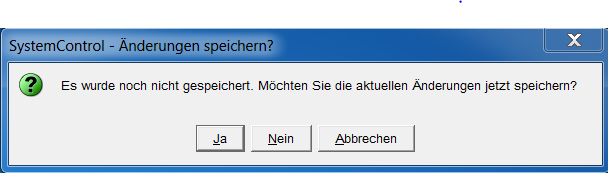 SystemControl - Änderungen speichern?
Es wurde noch nicht gespeichert. Möchten Sie die aktuellen Änderungen jetzt speichern?
Ja Nein Abbrechen